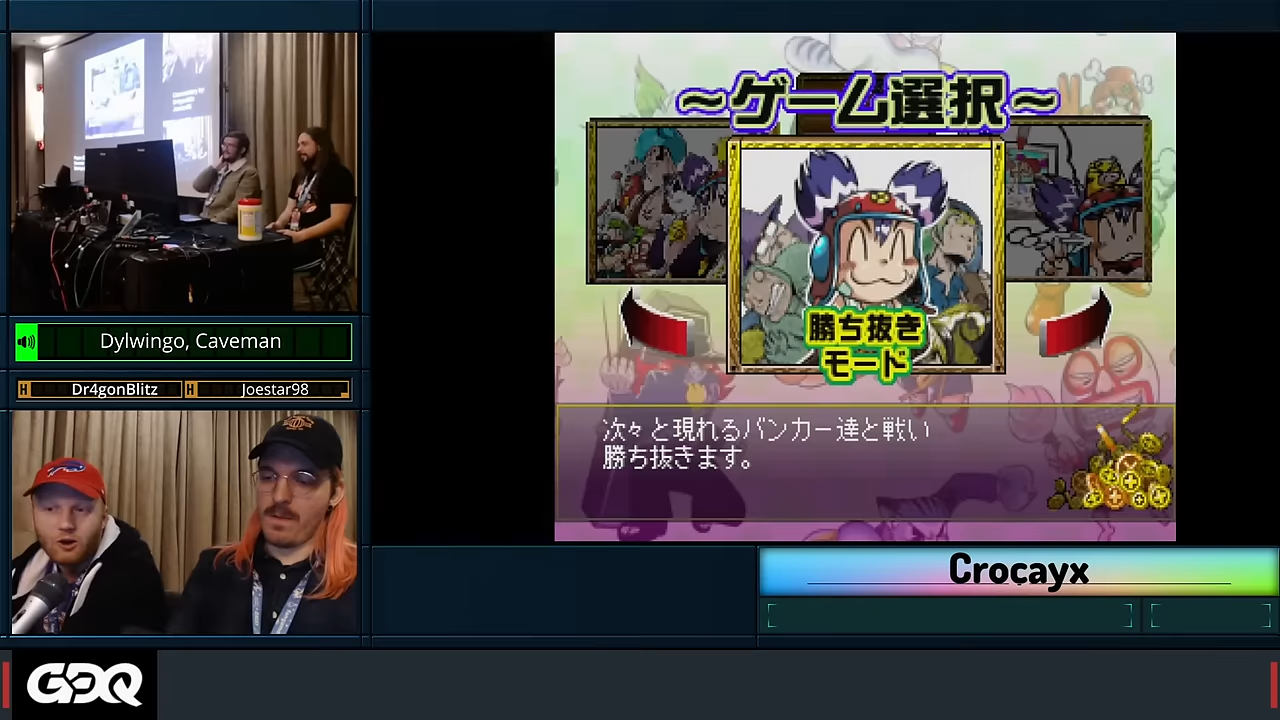 ～ゲーム選択～
勝ち抜き
モード
次々と現れるバンカー達と戦い
勝ち抜きます。
Dylwingo, Caveman
H Dr4gonBlitz H Joestar98
Crocayx
GDQ